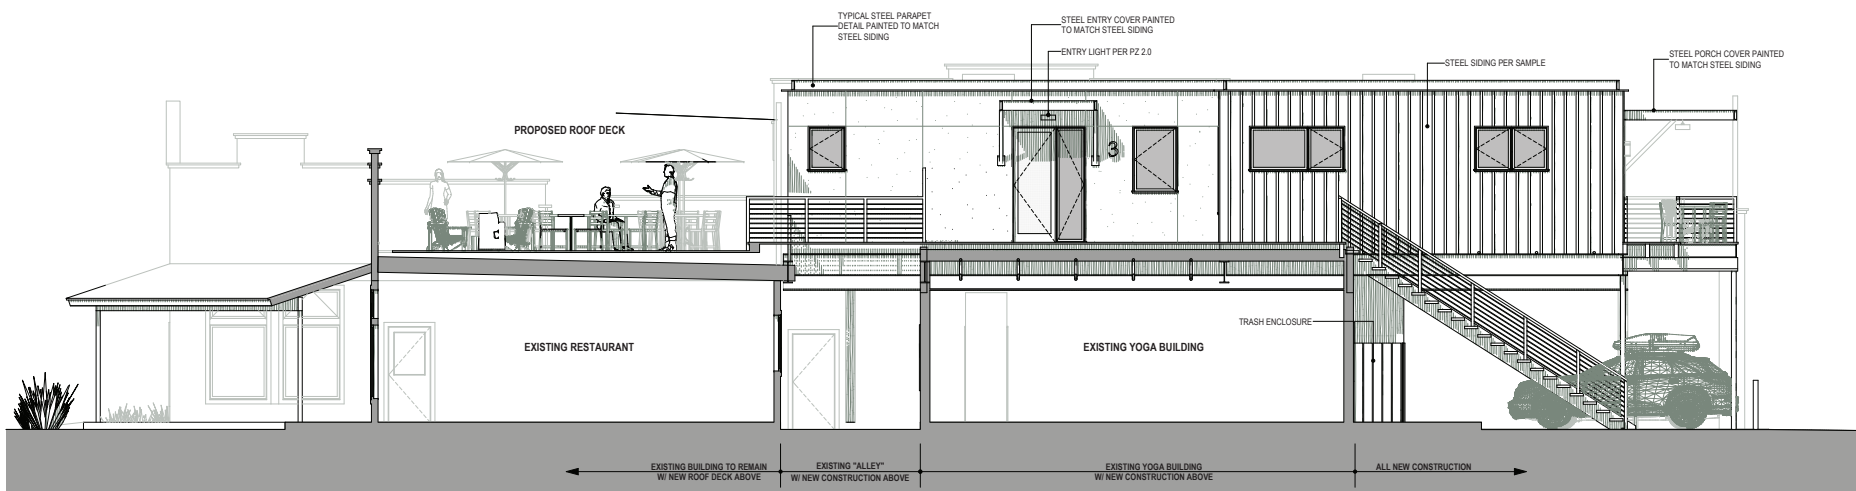 TYPICAL STEEL PARAPET
DETAIL PAINTED TO MATCH
STEEL SIDING
STEEL ENTRY COVER PAINTED
TO MATCH STEEL SIDING
ENTRY LIGHT PER PZ 2.0
STEEL SIDING PER SAMPLE
STEEL PORCH COVER PAINTED
TO MATCH STEEL SIDING
PROPOSED ROOF DECK
3
TRASH ENCLOSURE
EXISTING RESTAURANT
EXISTING YOGA BUILDING
EXISTING BUILDING TO REMAIN
W/ NEW ROOF DECK ABOVE
EXISTING "ALLEY"
W/ NEW CONSTRUCTION ABOVE
EXISTING YOGA BUILDING
W/ NEW CONSTRUCTION ABOVE
ALL NEW CONSTRUCTION